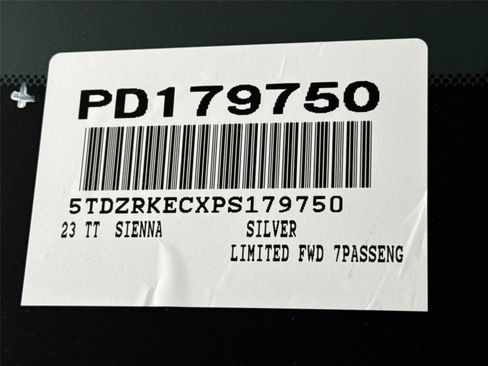 PD179750
5TDZRKECXPS179750
23 TT SIENNA SILVER
LIMITED FWD 7PASSENG